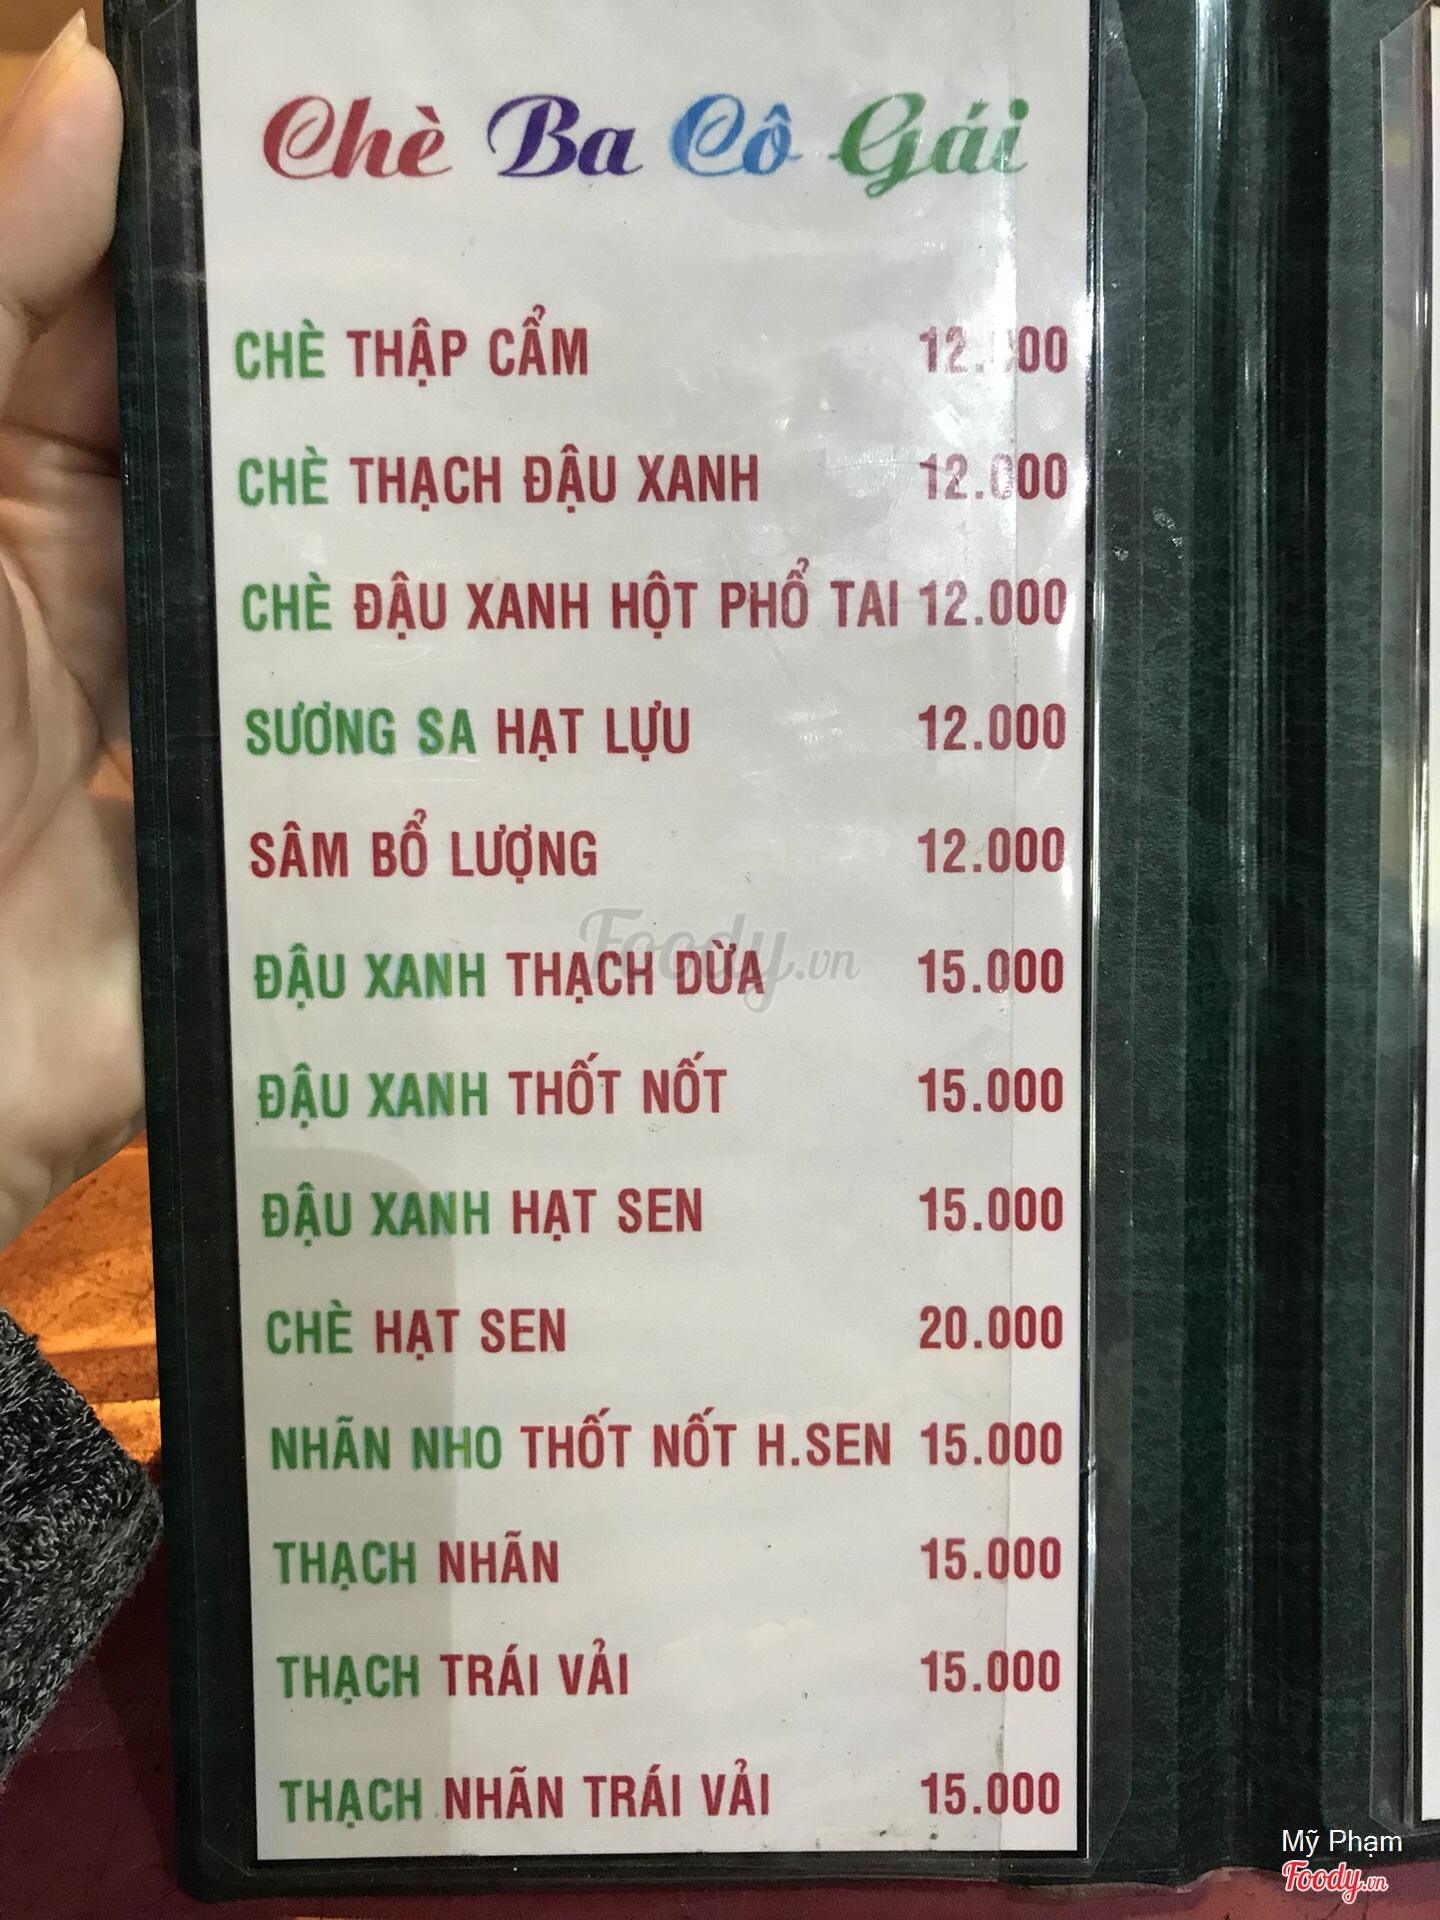 Chè Ba Cô Gái
CHÈ THẬP CẨM 12.000
CHÈ THẠCH ĐẬU XANH 12.000
CHÈ ĐẬU XANH HỘT PHỔ TAI 12.000
SƯƠNG SA HẠT LỰU 12.000
SÂM BỔ LƯỢNG 12.000
ĐẬU XANH THẠCH DỪA 15.000
Foody.vn
ĐẬU XANH THỐT NỐT 15.000
ĐẬU XANH HẠT SEN 15.000
CHÈ HẠT SEN 20.000
NHÃN NHO THỐT NỐT H.SEN 15.000
THẠCH NHÃN 15.000
THẠCH TRÁI VẢI 15.000
THẠCH NHÃN TRÁI VẢI 15.000
Mỹ Phạm
Foody.vn